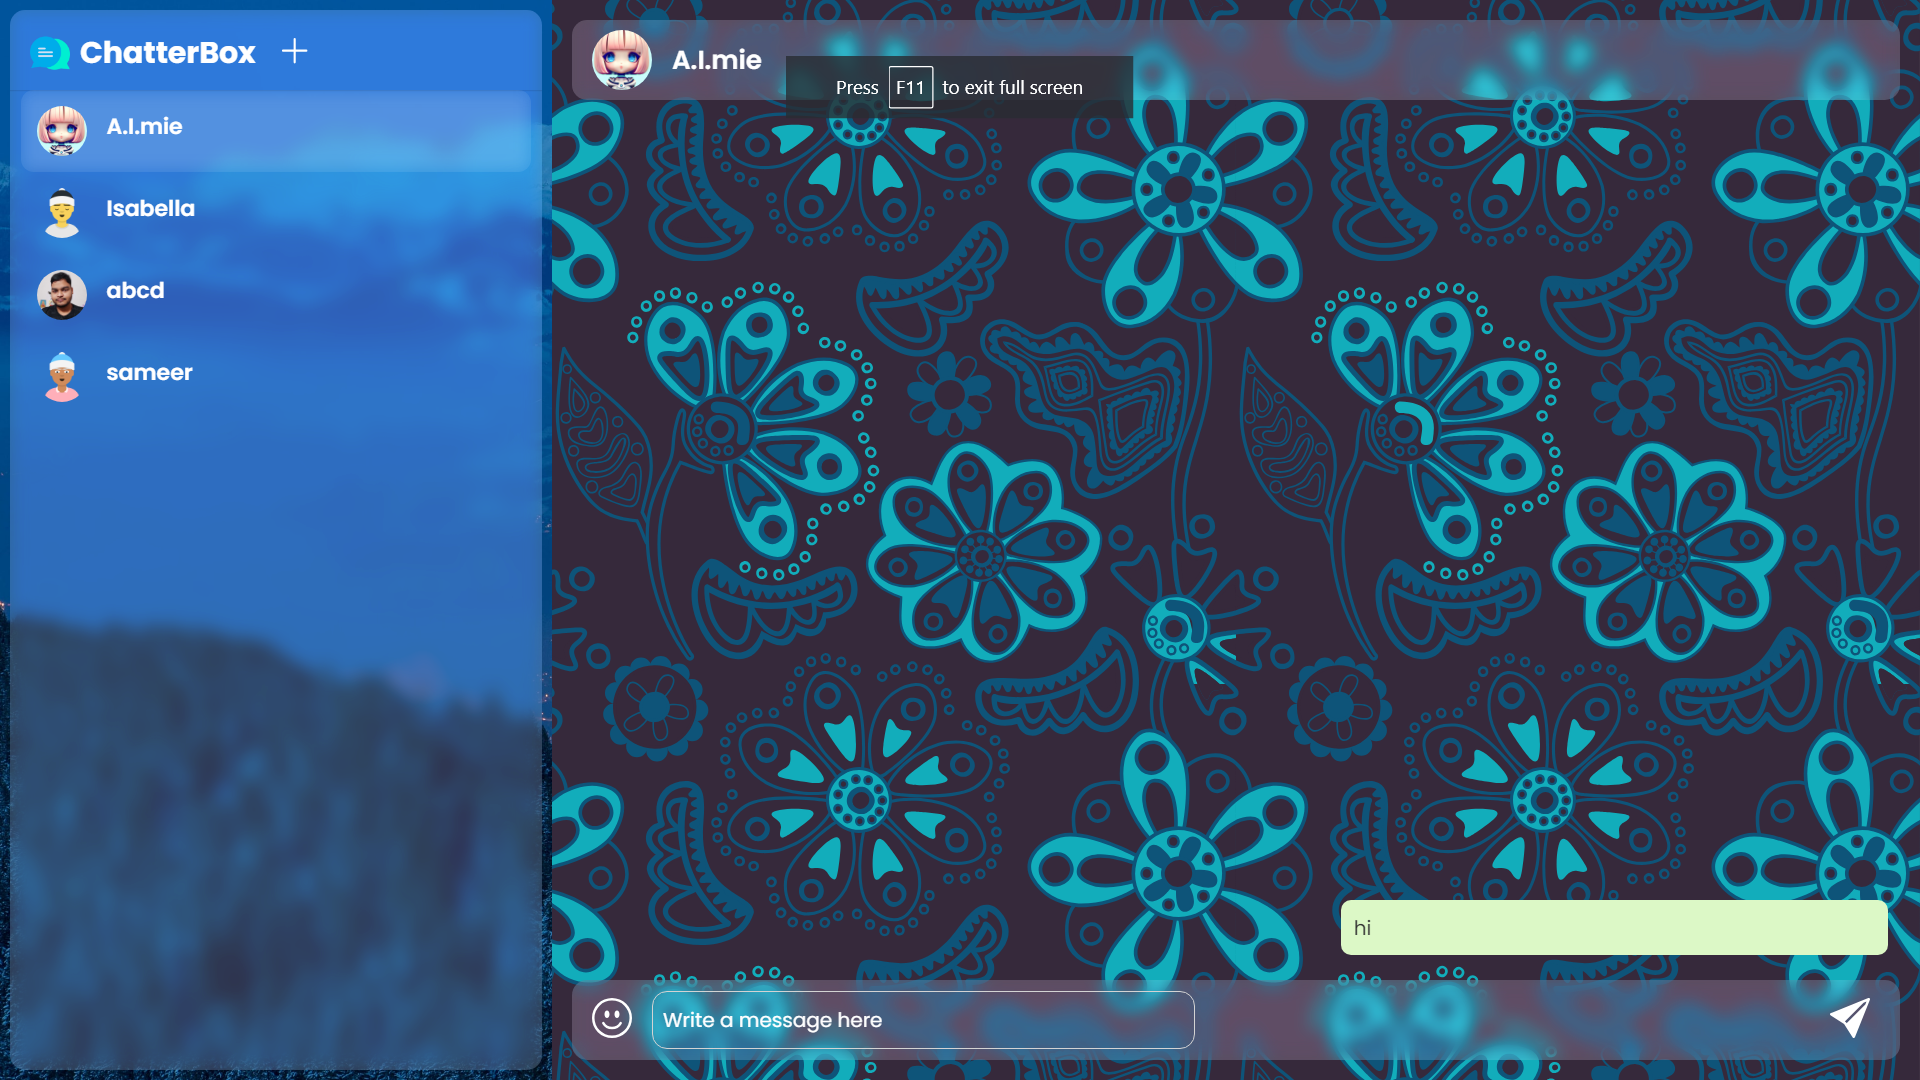 ChatterBox
A.I.mie
Isabella
abcd
sameer
A.I.mie
Press F11 to exit full screen
hi
Write a message here